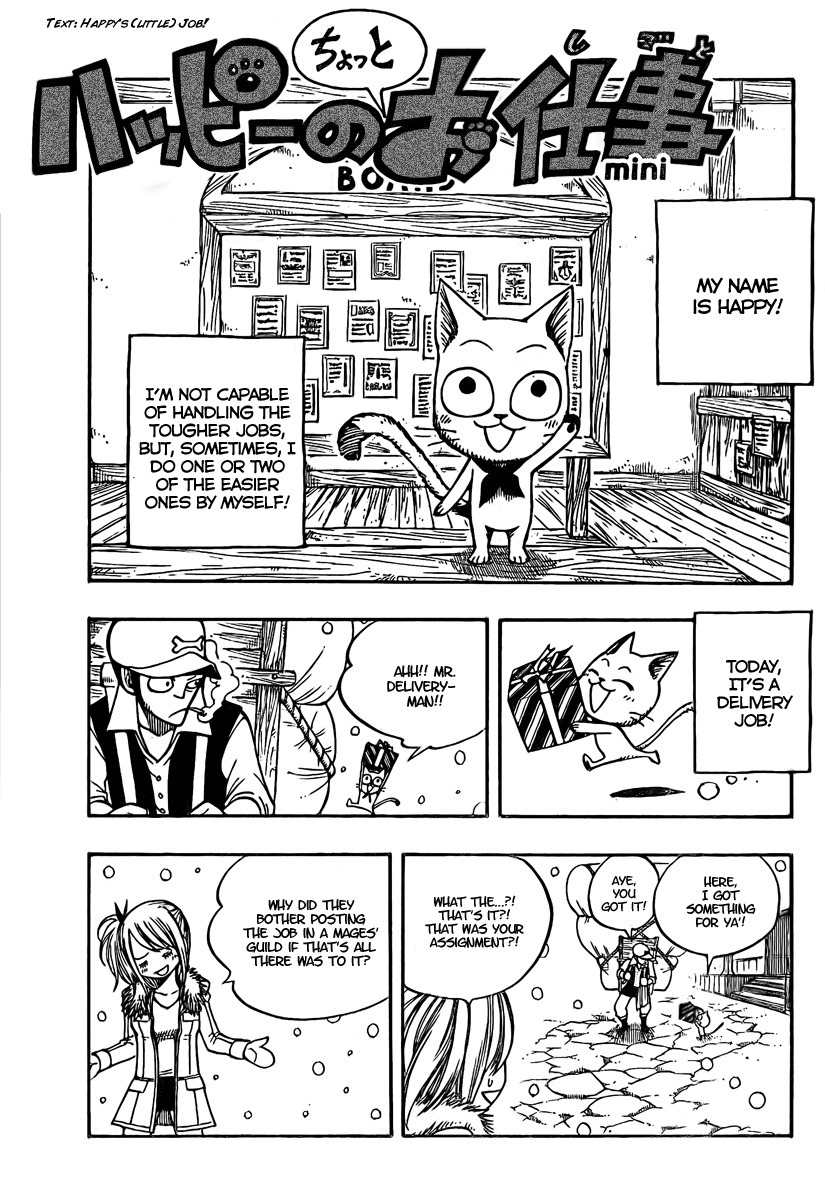 Text: Happy's (Little) Job!
ちょっと
しごと
ハッピーのお仕事
mini
MY NAME
IS HAPPY!
I'M NOT CAPABLE
OF HANDLING THE
TOUGHER JOBS,
BUT, SOMETIMES, I
DO ONE OR TWO
OF THE EASIER
ONES BY MYSELF!
TODAY,
IT'S A
DELIVERY
JOB!
AHH!! MR.
DELIVERY-
MAN!!
HERE,
I GOT
SOMETHING
FOR YA'!
AYE,
YOU
GOT IT!
WHAT THE...?!
THAT'S IT?!
THAT WAS YOUR
ASSIGNMENT?!
WHY DID THEY
BOTHER POSTING
THE JOB IN A MAGES'
GUILD IF THAT'S ALL
THERE WAS TO IT?